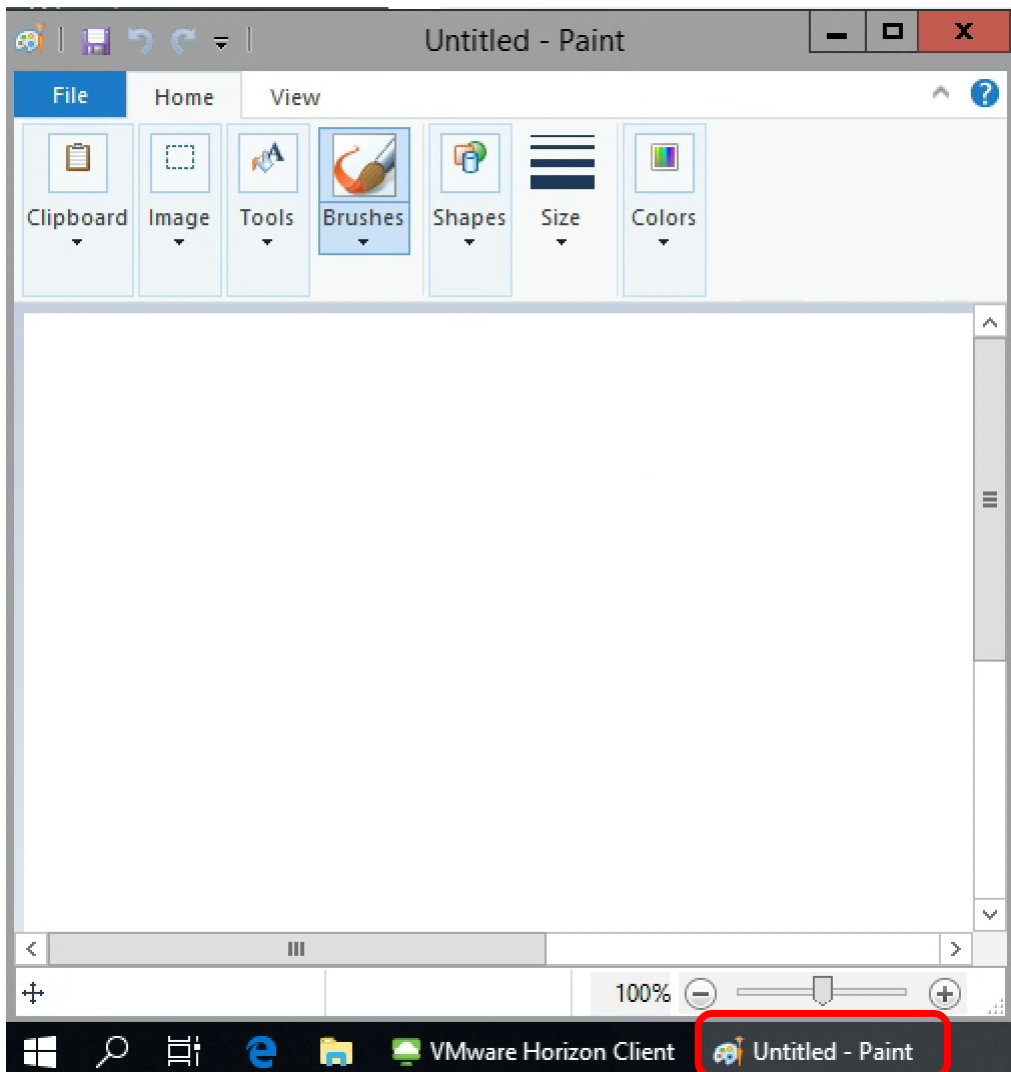 Untitled - Paint
File Home View
Clipboard Image Tools Brushes Shapes Size Colors
100%
VMware Horizon Client Untitled - Paint